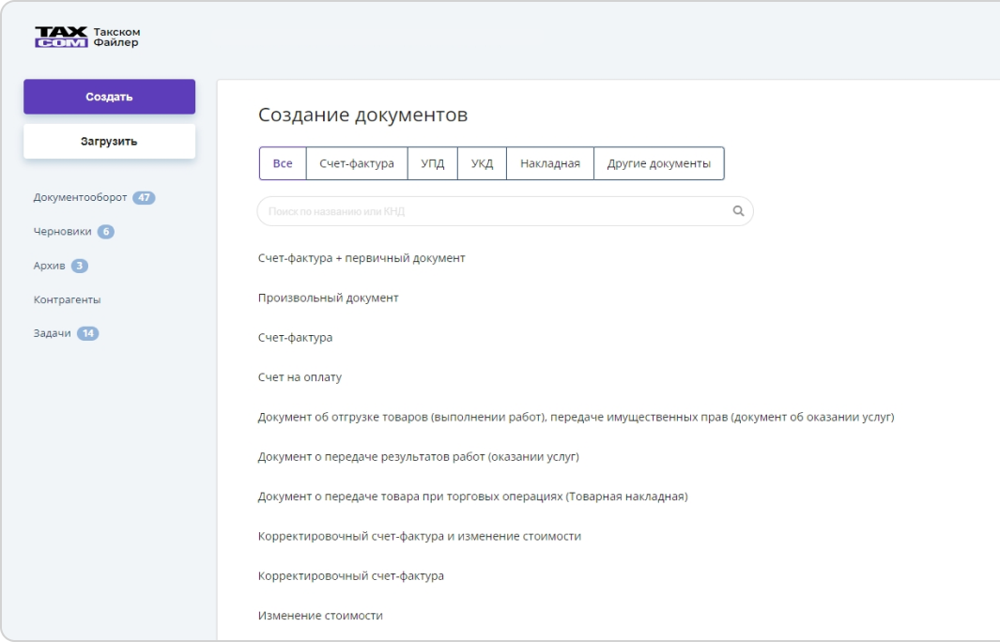 TAX Такском
COM Файлер
Создать
Загрузить
Документооборот 47
Черновики 6
Архив 3
Контрагенты
Задачи 14
Создание документов
Все Счет-фактура УПД УКД Накладная Другие документы
Поиск по названию или КНД
Счет-фактура + первичный документ
Произвольный документ
Счет-фактура
Счет на оплату
Документ об отгрузке товаров (выполнении работ), передаче имущественных прав (документ об оказании услуг)
Документ о передаче результатов работ (оказании услуг)
Документ о передаче товара при торговых операциях (Товарная накладная)
Корректировочный счет-фактура и изменение стоимости
Корректировочный счет-фактура
Изменение стоимости